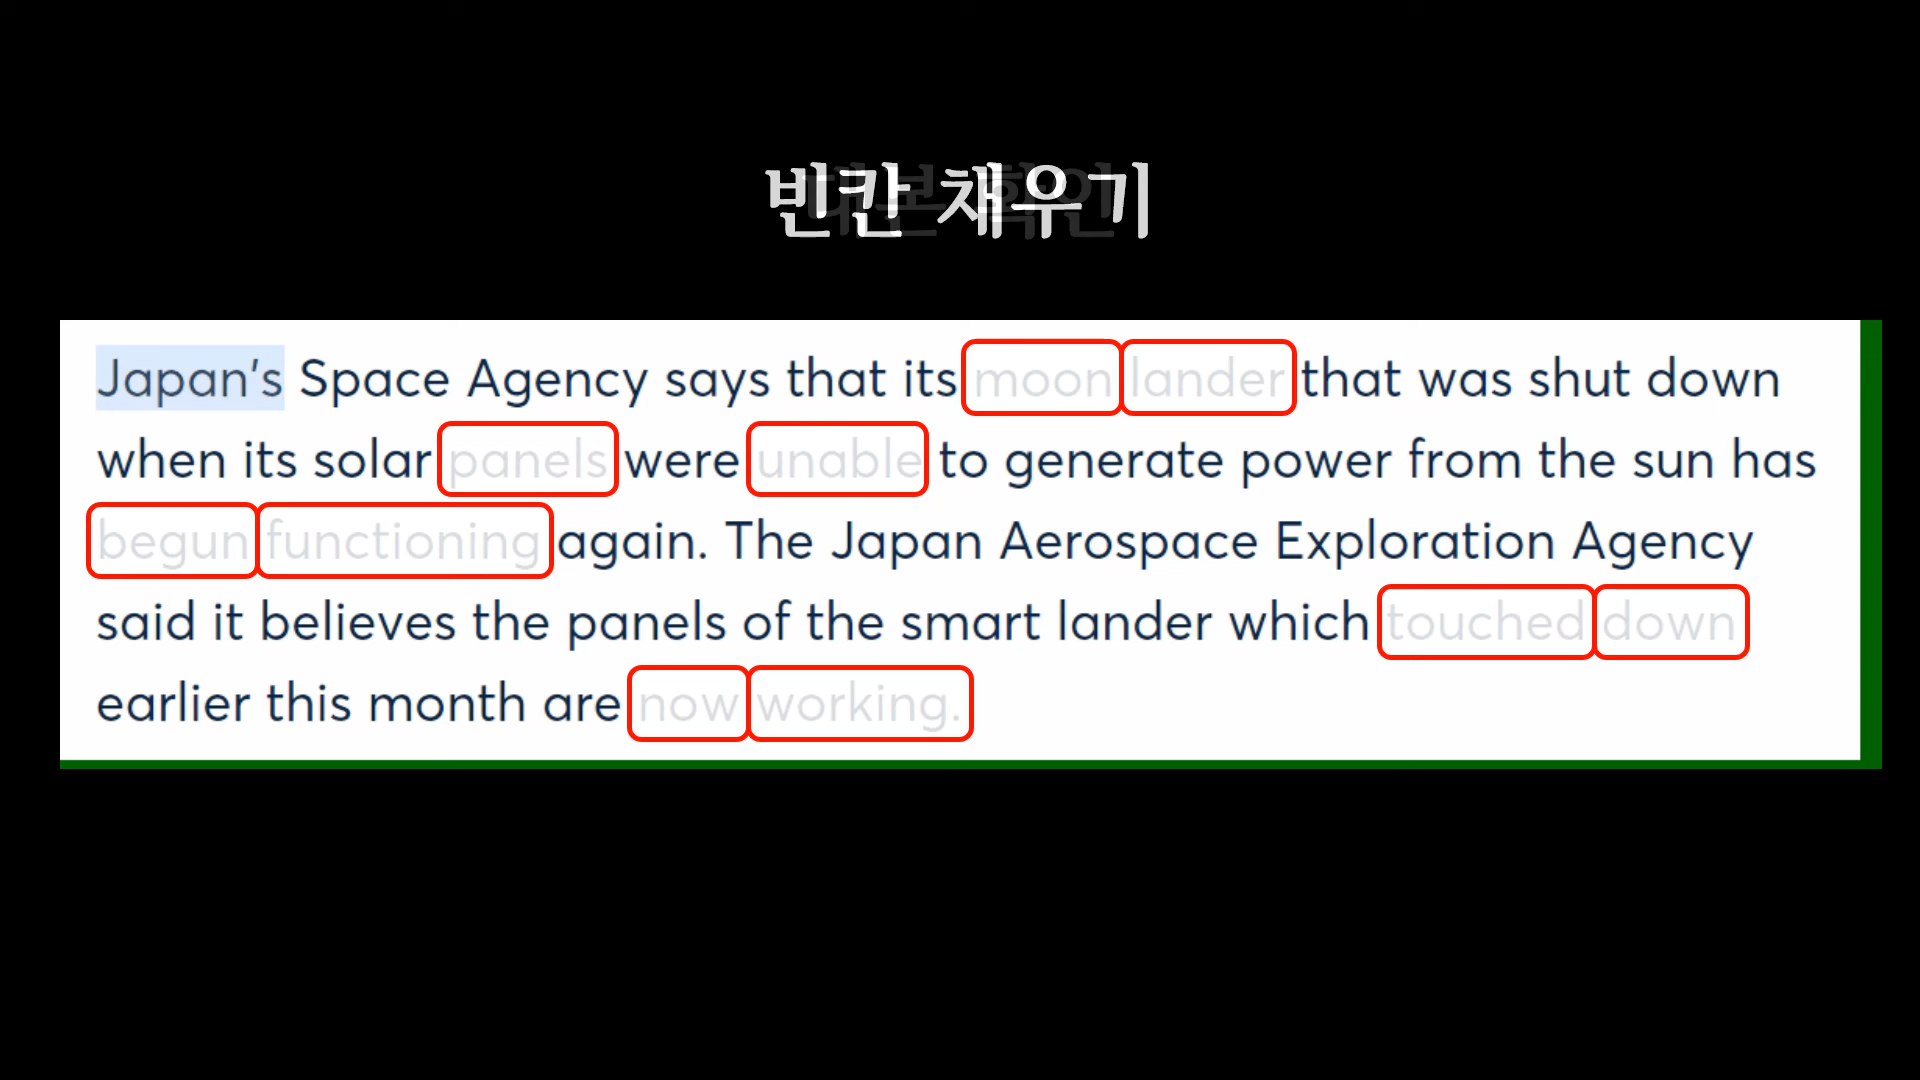 빈칸 채우기
Japan's Space Agency says that its moon lander that was shut down
when its solar panels were unable to generate power from the sun has
begun functioning again. The Japan Aerospace Exploration Agency
said it believes the panels of the smart lander which touched down
earlier this month are now working.